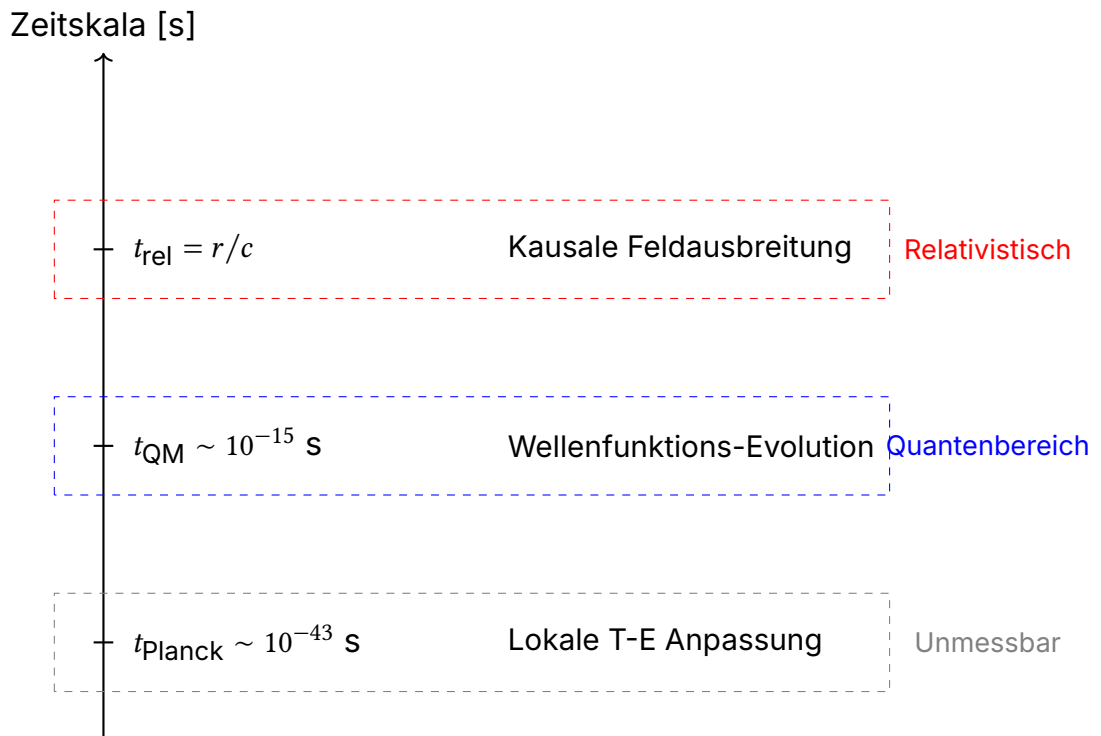 Zeitskala [s]
t_rel = r/c Kausale Feldausbreitung Relativistisch
t_QM ∼ 10⁻¹⁵ s Wellenfunktions-Evolution Quantenbereich
t_Planck ∼ 10⁻⁴³ s Lokale T-E Anpassung Unmessbar